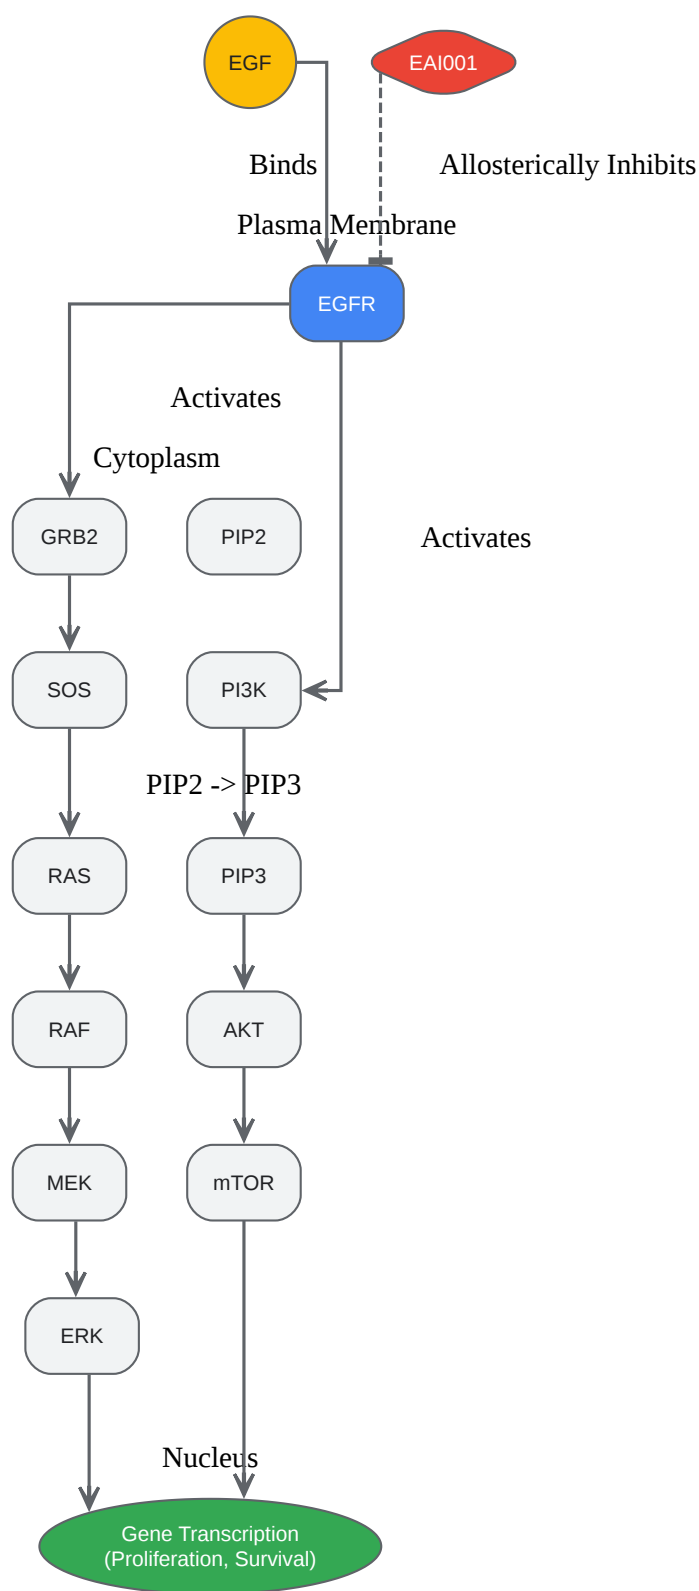 EGF
EAI001
Binds
Allosterically Inhibits
Plasma Membrane
EGFR
Activates
Cytoplasm
GRB2
PIP2
Activates
SOS
PI3K
PIP2 -> PIP3
RAS
PIP3
RAF
AKT
MEK
mTOR
ERK
Nucleus
Gene Transcription
(Proliferation, Survival)